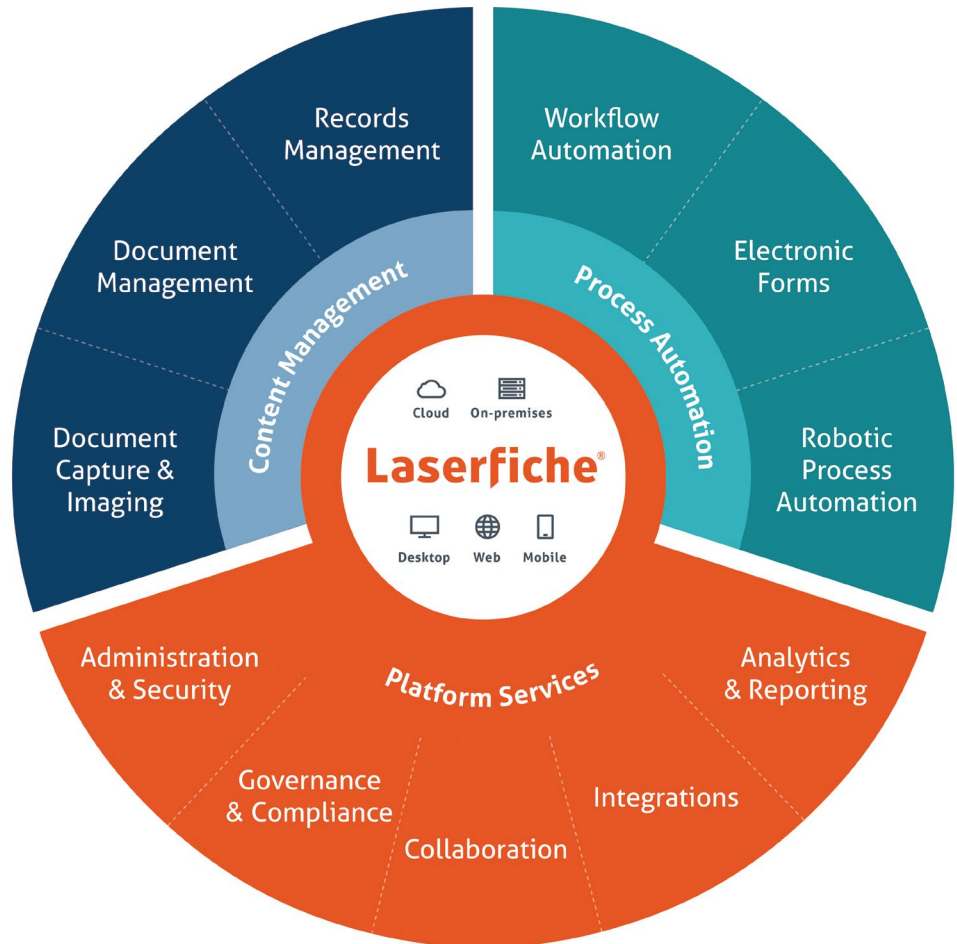 Records
Management
Document
Management
Document
Capture &
Imaging
Content Management
Workflow
Automation
Electronic
Forms
Robotic
Process
Automation
Process Automation
Cloud
On-premises
Laserfiche®
Desktop
Web
Mobile
Platform Services
Administration
& Security
Governance
& Compliance
Collaboration
Integrations
Analytics
& Reporting